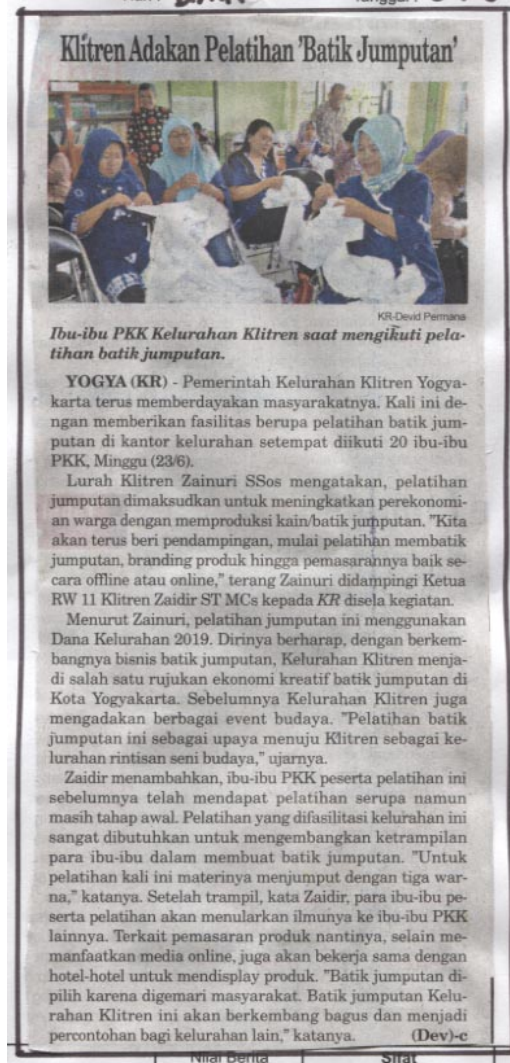 Klitren Adakan Pelatihan 'Batik Jumputan'
KR-Devid Permana
Ibu-ibu PKK Kelurahan Klitren saat mengikuti pela-
tihan batik jumputan.
YOGYA (KR) - Pemerintah Kelurahan Klitren Yogya-
karta terus memberdayakan masyarakatnya. Kali ini de-
ngan memberikan fasilitas berupa pelatihan batik jum-
putan di kantor kelurahan setempat diikuti 20 ibu-ibu
PKK, Minggu (23/6).
Lurah Klitren Zainuri SSos mengatakan, pelatihan
jumputan dimaksudkan untuk meningkatkan perekonomi-
an warga dengan memproduksi kain/batik jumputan. "Kita
akan terus beri pendampingan, mulai pelatihan membatik
jumputan, branding produk hingga pemasarannya baik se-
cara offline atau online," terang Zainuri didampingi Ketua
RW 11 Klitren Zaidir ST MCs kepada KR disela kegiatan.
Menurut Zainuri, pelatihan jumputan ini menggunakan
Dana Kelurahan 2019. Dirinya berharap, dengan berkem-
bangnya bisnis batik jumputan, Kelurahan Klitren menja-
di salah satu rujukan ekonomi kreatif batik jumputan di
Kota Yogyakarta. Sebelumnya Kelurahan Klitren juga
mengadakan berbagai event budaya. "Pelatihan batik
jumputan ini sebagai upaya menuju Klitren sebagai ke-
lurahan rintisan seni budaya," ujarnya.
Zaidir menambahkan, ibu-ibu PKK peserta pelatihan ini
sebelumnya telah mendapat pelatihan serupa namun
masih tahap awal. Pelatihan yang difasilitasi kelurahan ini
sangat dibutuhkan untuk mengembangkan ketrampilan
para ibu-ibu dalam membuat batik jumputan. "Untuk
pelatihan kali ini materinya menjumput dengan tiga war-
na," katanya. Setelah trampil, kata Zaidir, para ibu-ibu pe-
serta pelatihan akan menularkan ilmunya ke ibu-ibu PKK
lainnya. Terkait pemasaran produk nantinya, selain me-
manfaatkan media online, juga akan bekerja sama dengan
hotel-hotel untuk mendisplay produk. "Batik jumputan di-
pilih karena digemari masyarakat. Batik jumputan Kelu-
rahan Klitren ini akan berkembang bagus dan menjadi
percontohan bagi kelurahan lain," katanya. (Dev)-c
Nilai Berita Sifat